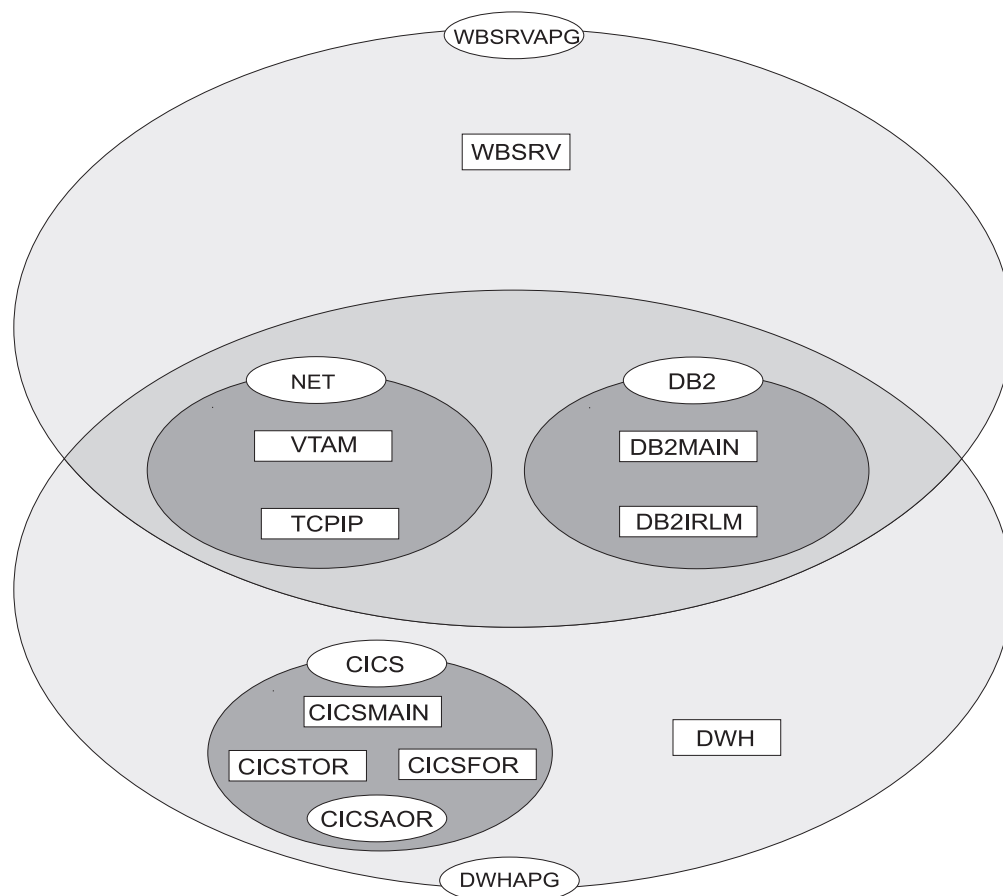 WBSRVAPG
WBSRV
NET
DB2
VTAM
DB2MAIN
TCPIP
DB2IRLM
CICS
CICSMAIN
DWH
CICSTOR
CICSFOR
CICSAOR
DWHAPG